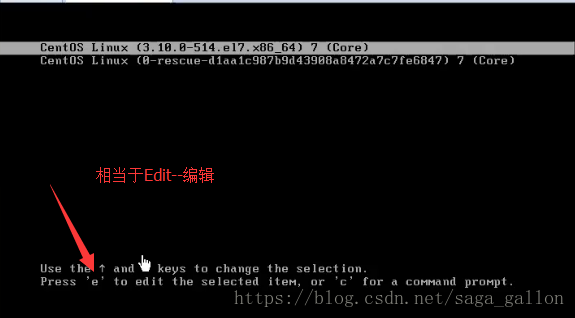 CentOS Linux (3.10.0-514.el7.x86_64) 7 (Core)
CentOS Linux (0-rescue-d1aa1c987b9d43908a8472a7c7fe6847) 7 (Core)
相当于Edit--编辑
Use the ↑ and keys to change the selection.
Press 'e' to edit the selected item, or 'c' for a command prompt.
https://blog.csdn.net/saga_gallon